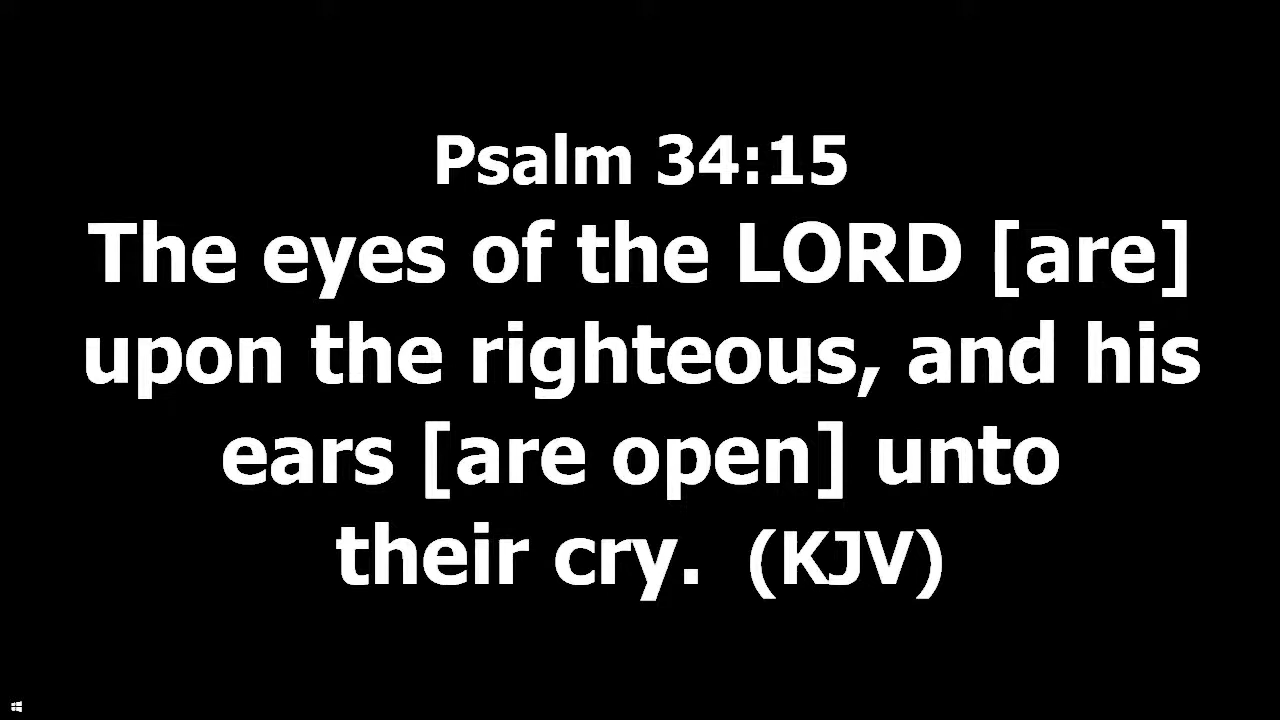 Psalm 34:15
The eyes of the LORD [are]
upon the righteous, and his
ears [are open] unto
their cry.  (KJV)